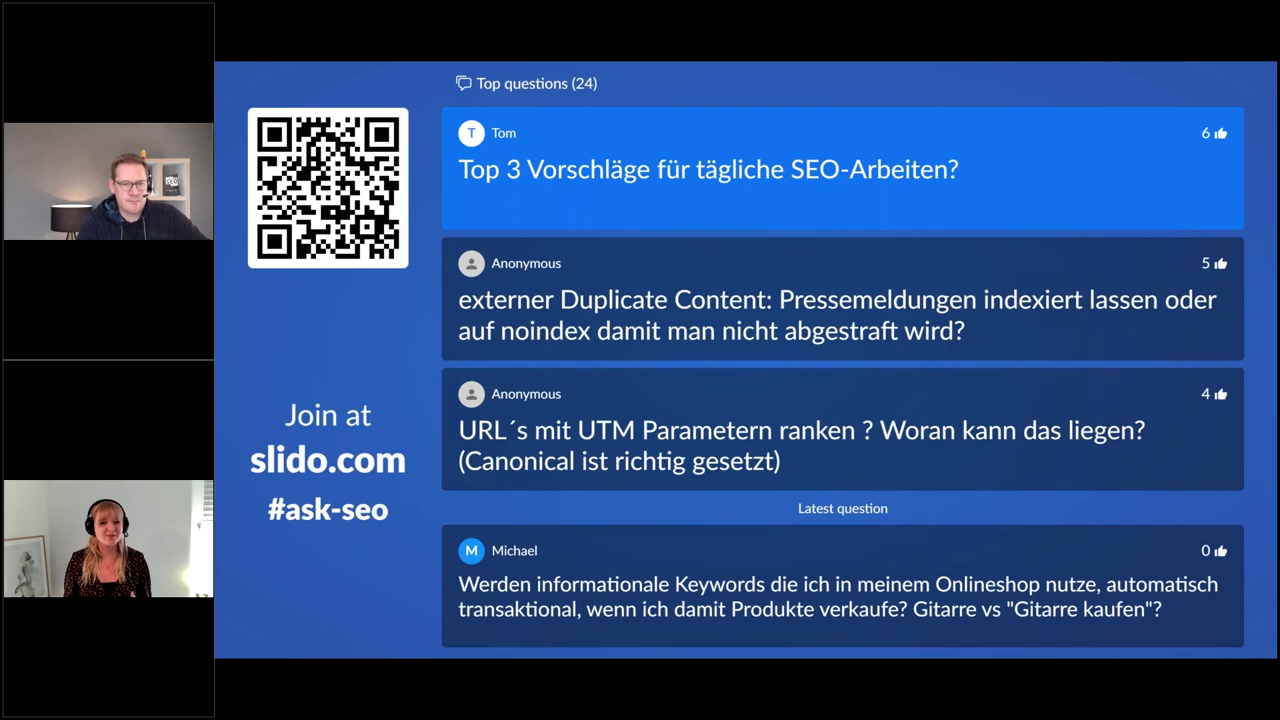 Top questions (24)
T Tom 6
Top 3 Vorschläge für tägliche SEO-Arbeiten?
Anonymous 5
externer Duplicate Content: Pressemeldungen indexiert lassen oder
auf noindex damit man nicht abgestraft wird?
Anonymous 4
URL´s mit UTM Parametern ranken ? Woran kann das liegen?
(Canonical ist richtig gesetzt)
Latest question
M Michael 0
Werden informationale Keywords die ich in meinem Onlineshop nutze, automatisch
transaktional, wenn ich damit Produkte verkaufe? Gitarre vs "Gitarre kaufen"?
Join at
slido.com
#ask-seo